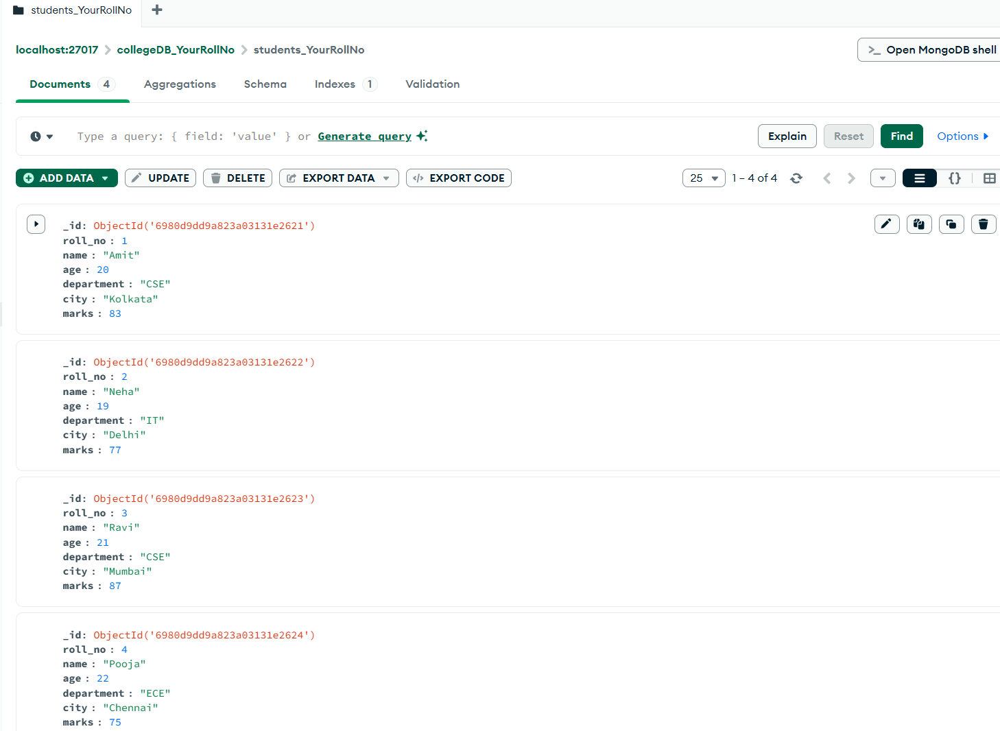 students_YourRollNo
localhost:27017 collegeDB_YourRollNo students_YourRollNo
>_ Open MongoDB shell
Documents 4 Aggregations Schema Indexes 1 Validation
Type a query: { field: 'value' } or Generate query Explain Reset Find Options
ADD DATA UPDATE DELETE EXPORT DATA EXPORT CODE 25 1 – 4 of 4 {}
_id: ObjectId('6980d9dd9a823a03131e2621')
roll_no : 1
name : "Amit"
age : 20
department : "CSE"
city : "Kolkata"
marks : 83
_id: ObjectId('6980d9dd9a823a03131e2622')
roll_no : 2
name : "Neha"
age : 19
department : "IT"
city : "Delhi"
marks : 77
_id: ObjectId('6980d9dd9a823a03131e2623')
roll_no : 3
name : "Ravi"
age : 21
department : "CSE"
city : "Mumbai"
marks : 87
_id: ObjectId('6980d9dd9a823a03131e2624')
roll_no : 4
name : "Pooja"
age : 22
department : "ECE"
city : "Chennai"
marks : 75